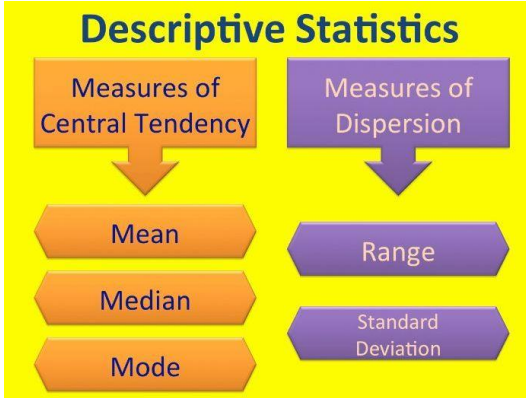 Descriptive Statistics
Measures of
Central Tendency
Mean
Median
Mode
Measures of
Dispersion
Range
Standard
Deviation